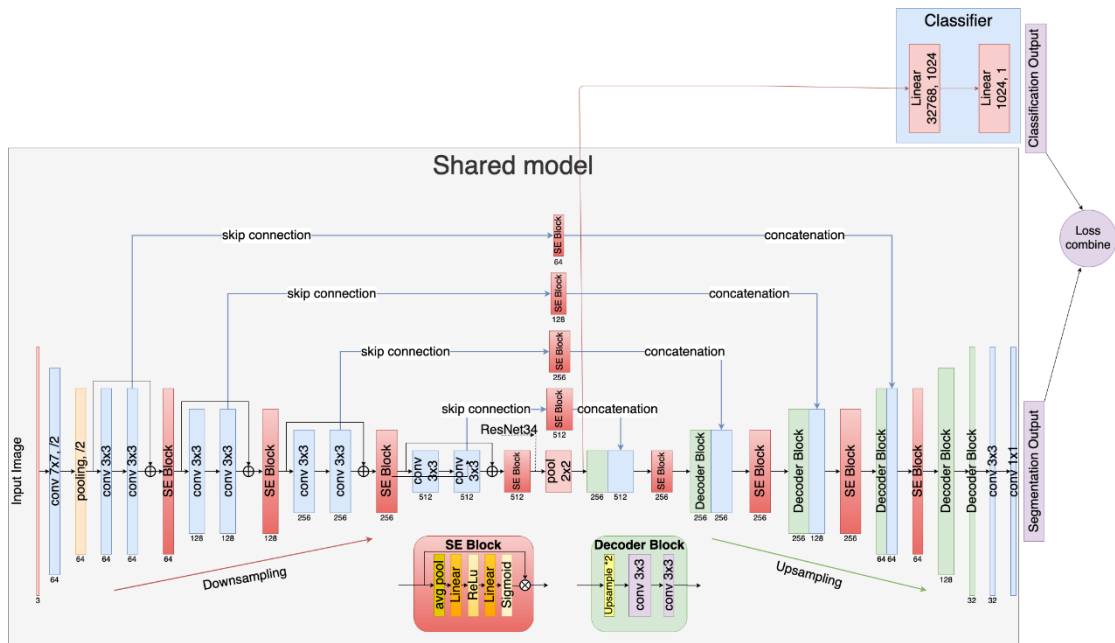 Classifier
Linear
32768, 1024
Linear
1024, 1
Classification Output
Loss
combine
Shared model
skip connection
SE Block
64
concatenation
skip connection
SE Block
128
concatenation
skip connection
SE Block
256
concatenation
skip connection
SE Block
512
concatenation
ResNet34
Input Image
3
conv 7x7, /2
64
pooling, /2
64
conv 3x3
64
conv 3x3
64
SE Block
64
conv 3x3
128
conv 3x3
128
SE Block
128
conv 3x3
256
conv 3x3
256
SE Block
256
conv
3x3
512
conv
3x3
512
SE Block
512
pool
2x2
256
512
SE Block
256
Decoder Block
256
256
SE Block
256
Decoder Block
256
128
SE Block
256
Decoder Block
64
64
SE Block
64
Decoder Block
128
Decoder Block
32
conv 3x3
32
conv 1x1
Segmentation Output
Downsampling
Upsampling
SE Block
avg pool
Linear
ReLu
Linear
Sigmoid
Decoder Block
Upsample *2
conv 3x3
conv 3x3